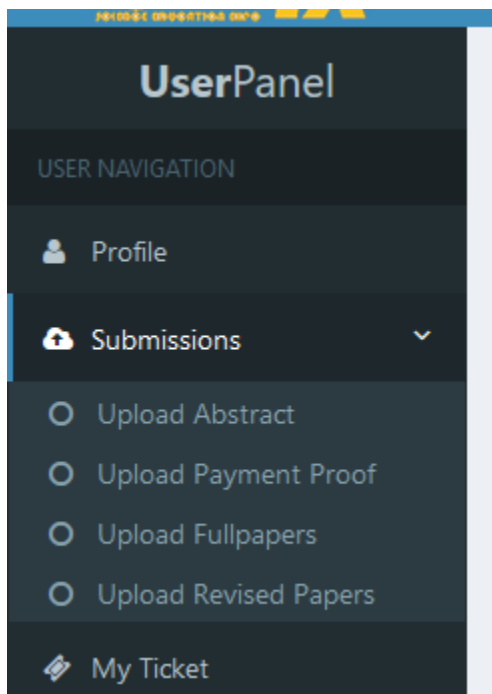 UserPanel
USER NAVIGATION
Profile
Submissions
Upload Abstract
Upload Payment Proof
Upload Fullpapers
Upload Revised Papers
My Ticket